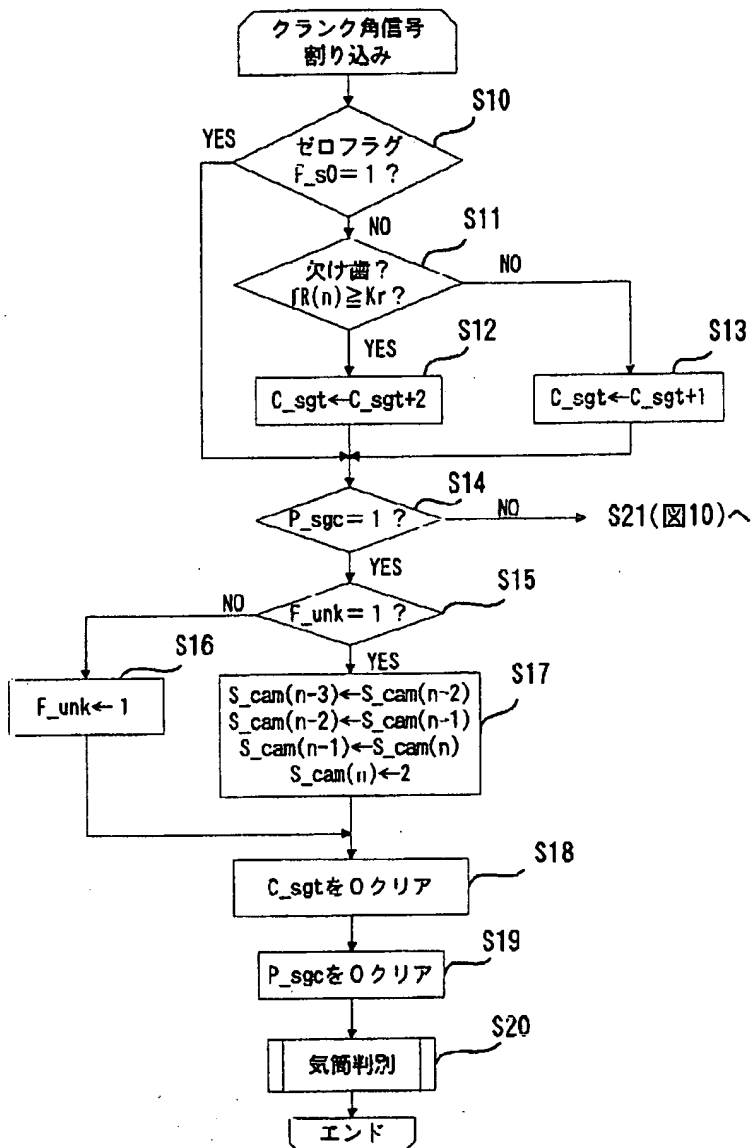 クランク角信号
割り込み
S10
YES
ゼロフラグ
F_s0=1?
NO
S11
欠け歯?
TR(n)≧Kr?
NO
S12
YES
S13
C_sgt←C_sgt+2
C_sgt←C_sgt+1
S14
P_sgc=1?
NO
S21(図10)へ
YES
S15
NO
F_unk=1?
S16
YES
S17
F_unk←1
S_cam(n-3)←S_cam(n-2)
S_cam(n-2)←S_cam(n-1)
S_cam(n-1)←S_cam(n)
S_cam(n)←2
S18
C_sgtを0クリア
S19
P_sgcを0クリア
S20
気筒判別
エンド